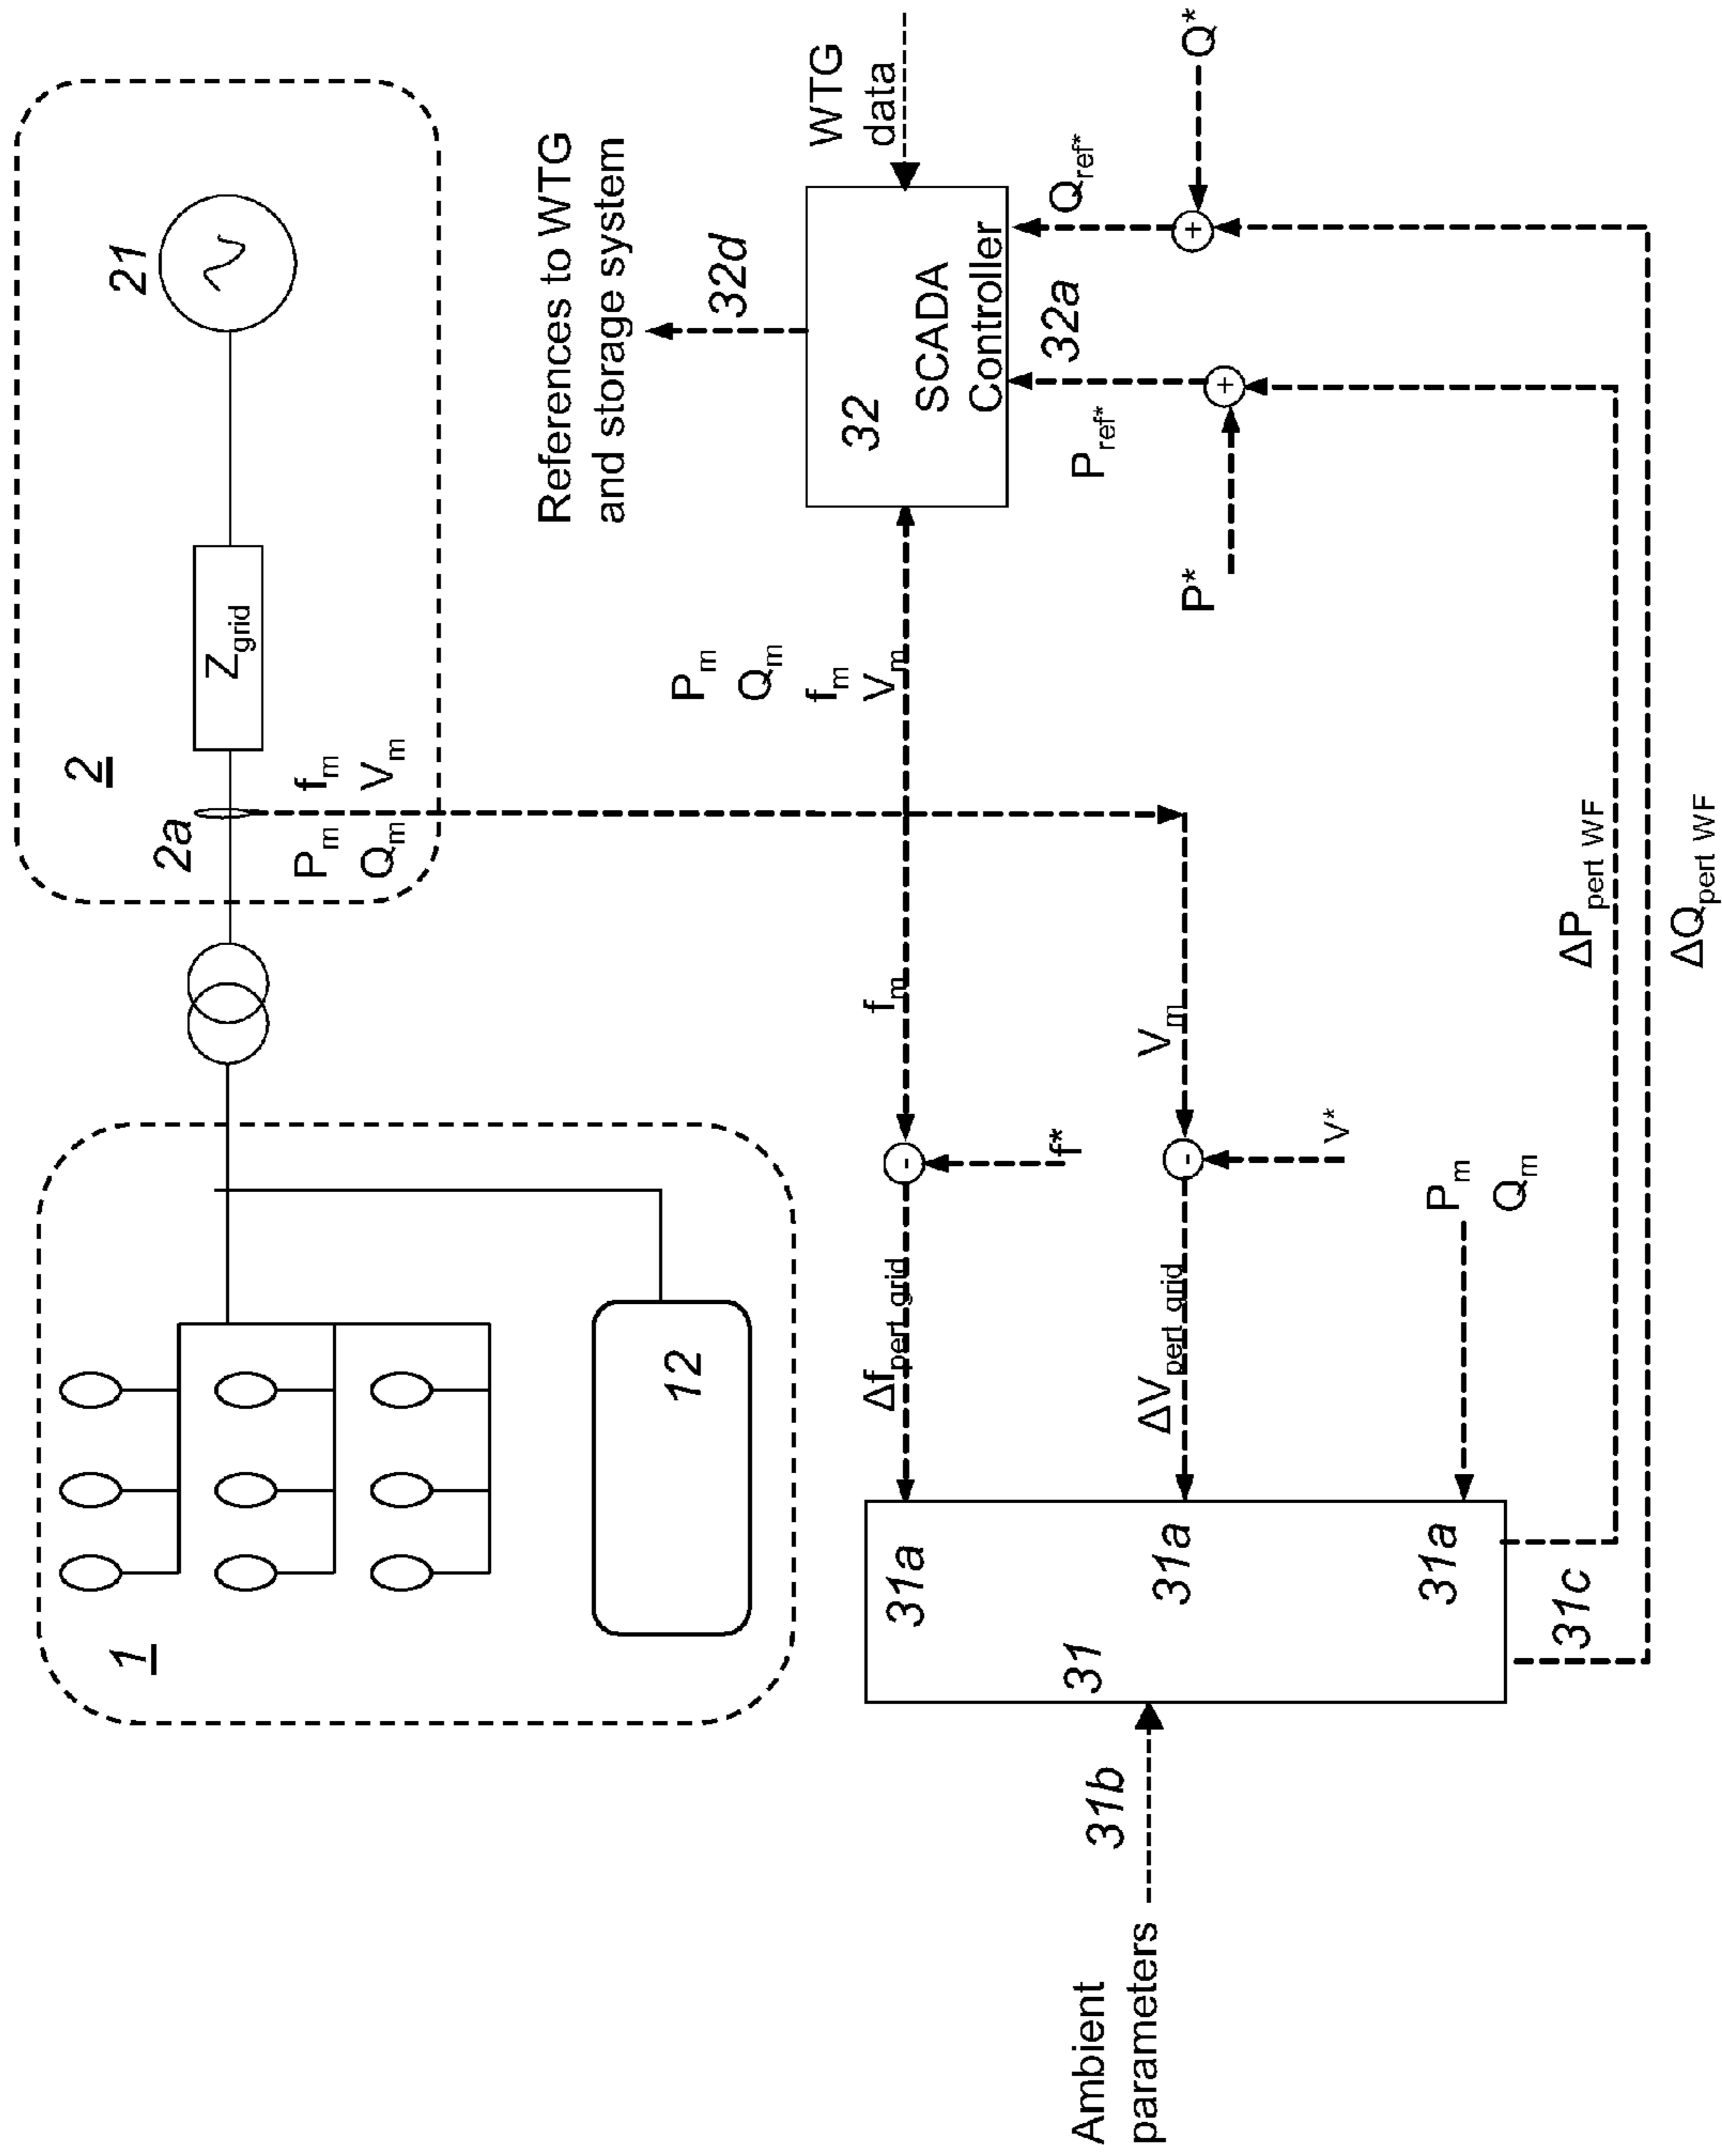 1
12
2
2a
P_m f_m
Q_m V_m
Z_grid
21
References to WTG
and storage system
32d
P_m
Q_m
f_m
V_m
32
SCADA
Controller
WTG
data
32a
P_ref*
Q_ref*
+
+
P*
Q*
f_m
-
f*
Δf_pert grid
V_m
-
V*
ΔV_pert grid
P_m
Q_m
31a
31a
31a
31
31b
31c
Ambient
parameters
ΔP_pert WF
ΔQ_pert WF